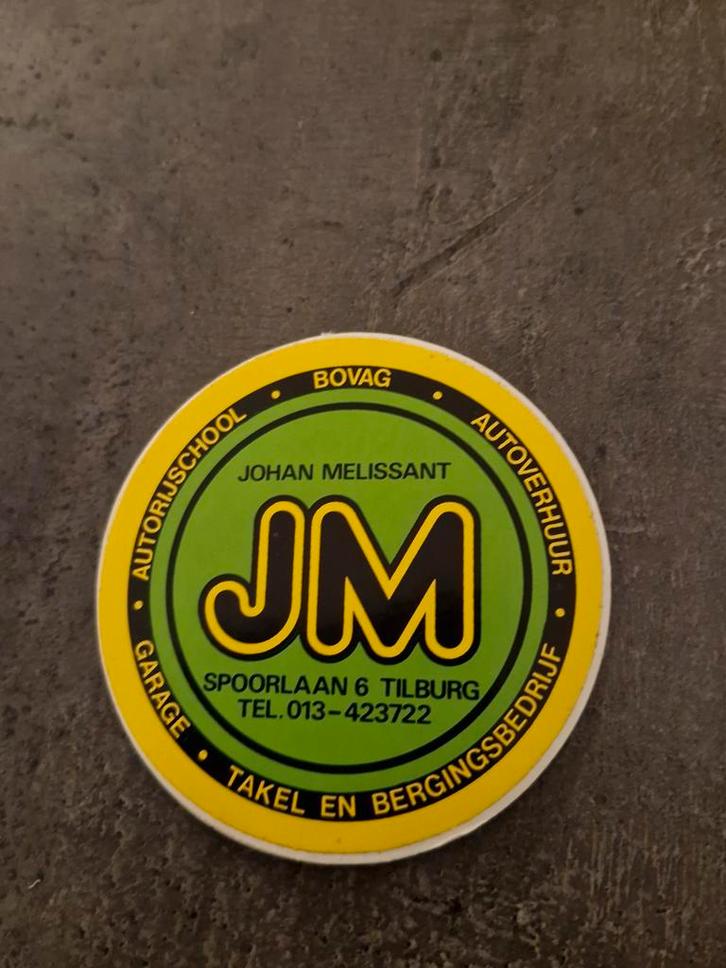 BOVAG
AUTOVERHUUR
TAKEL EN BERGINGSBEDRIJF
GARAGE
AUTORIJSCHOOL
JOHAN MELISSANT
JM
SPOORLAAN 6 TILBURG
TEL. 013-423722